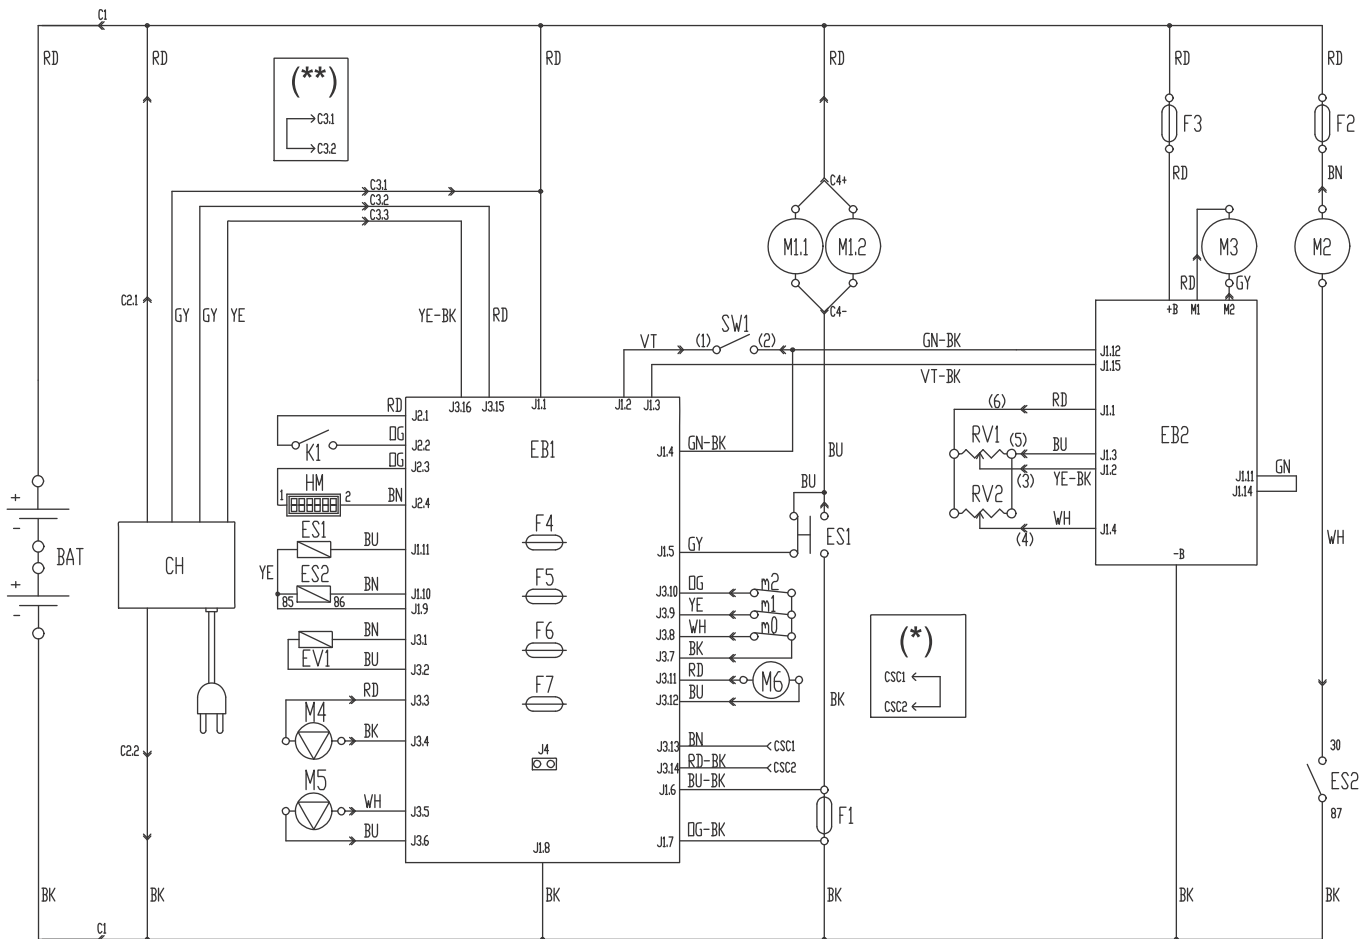 C1
RD RD RD RD RD RD
(**)
C3.1
C3.2
F3 F2
RD BN
C3.1
C3.2
C3.3
C4+
M1.1 M1.2 M3 M2
RD GY
C2.1
GY GY YE YE-BK RD
C4-
+B M1 M2
SW1
VT (1) (2) GN-BK J1.12
VT-BK J1.15
RD J2.1 J3.16 J3.15 J1.1 J1.2 J1.3
(6) RD J1.1
K1 OG J2.2 EB1 J1.4 GN-BK BU
RV1 (5) BU J1.3 EB2
OG J2.3
(3) YE-BK J1.2
J1.11 GN
J1.14
HM
1 2 BN J2.4
BU
RV2
WH J1.4
(4)
ES1 BU J1.11 F4 J1.5 GY ES1
-B
WH
BAT + - + -
CH
YE ES2 BN J1.10 F5
85 86 J1.9
J3.10 OG m2
J3.9 YE m1
J3.8 WH m0
J3.7 BK
(*)
CSC1
CSC2
EV1 BN J3.1 F6
BU J3.2
J3.11 RD M6
J3.12 BU
BK
RD J3.3 F7
M4 BK J3.4
J4
C2.2
J3.13 BN CSC1
J3.14 RD-BK CSC2
J1.6 BU-BK
30
ES2
87
M5 WH J3.5
BU J3.6
F1
J1.7 OG-BK
J1.8
BK BK BK BK BK BK
C1